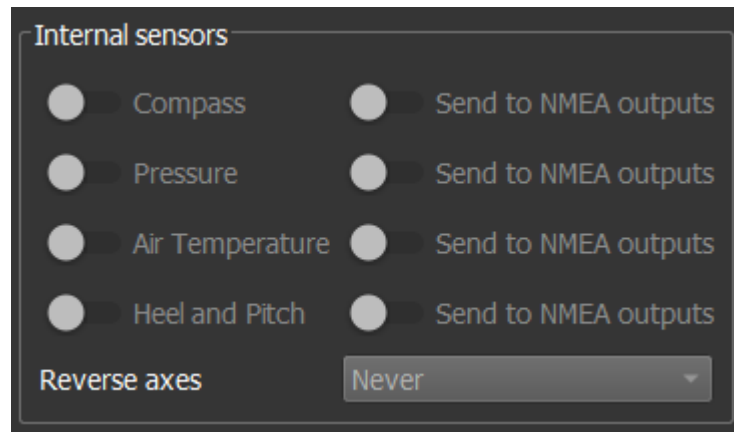 Internal sensors
Compass Send to NMEA outputs
Pressure Send to NMEA outputs
Air Temperature Send to NMEA outputs
Heel and Pitch Send to NMEA outputs
Reverse axes Never